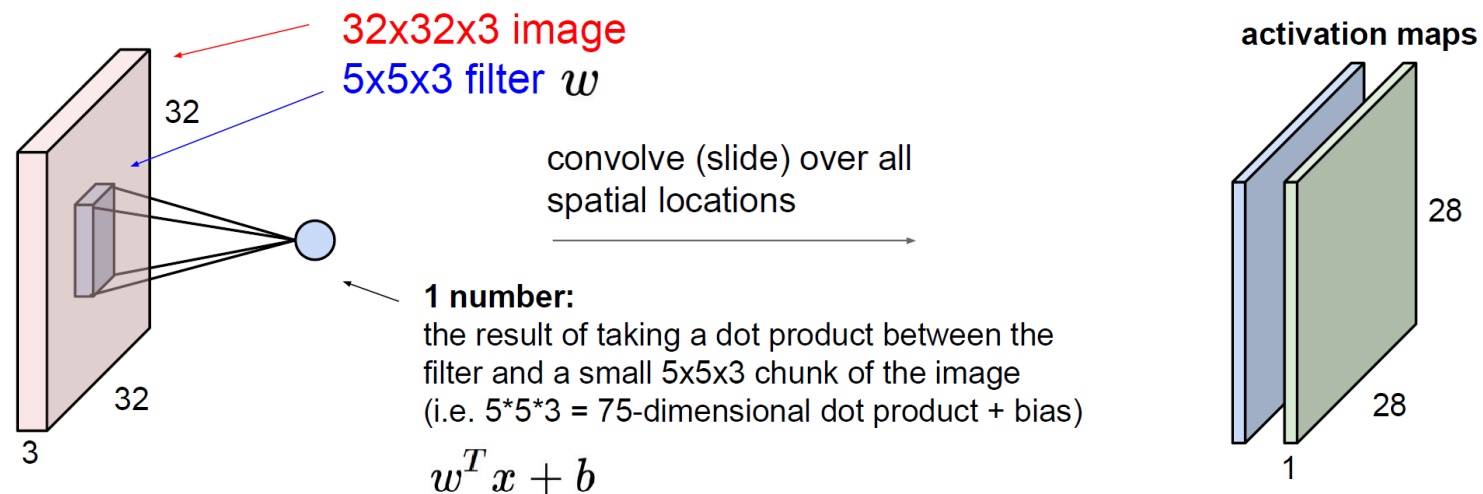 32x32x3 image
5x5x3 filter w
32
32
3
convolve (slide) over all
spatial locations
1 number:
the result of taking a dot product between the
filter and a small 5x5x3 chunk of the image
(i.e. 5*5*3 = 75-dimensional dot product + bias)
w^T x + b
activation maps
28
28
1